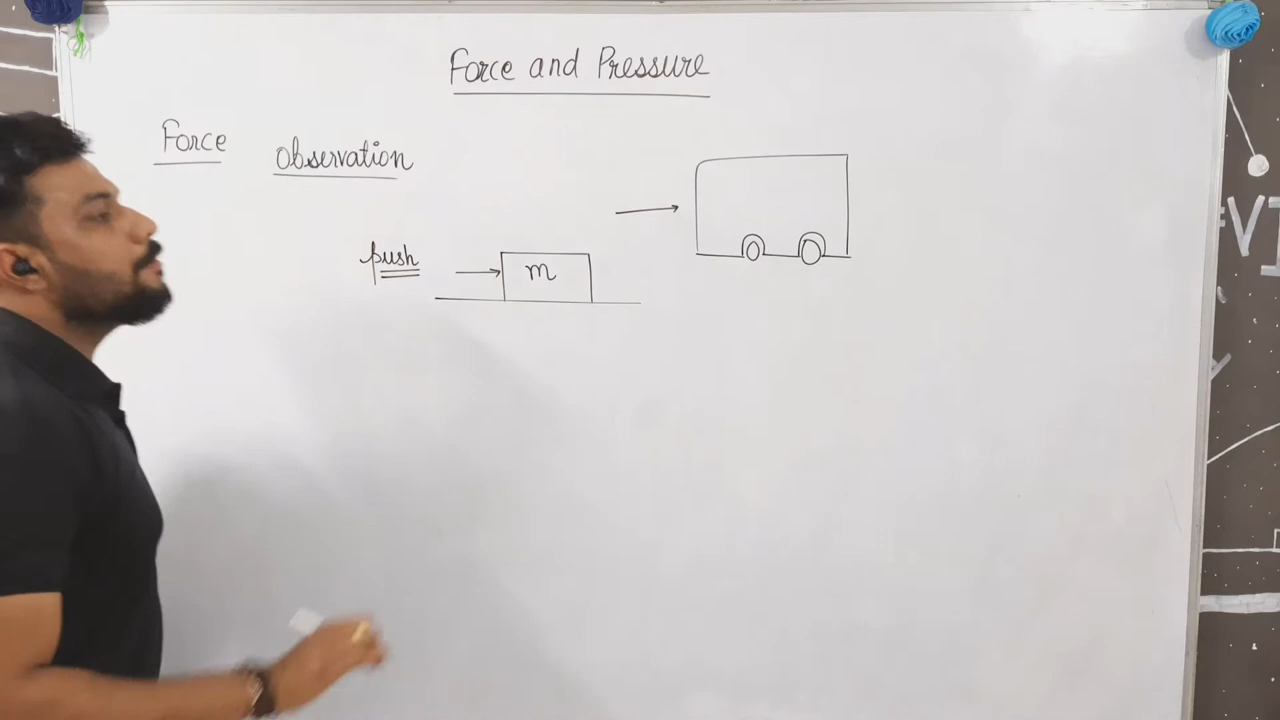 Force and Pressure
Force
observation
push
m